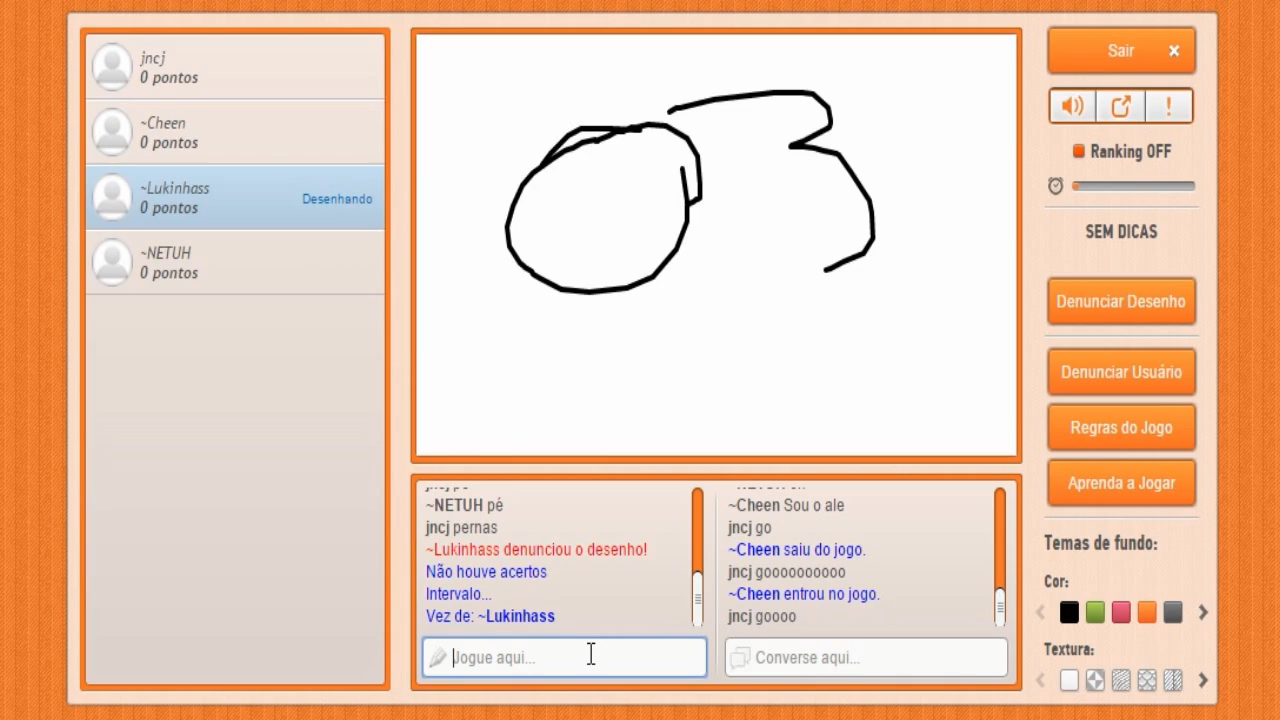 jncj
0 pontos
~Cheen
0 pontos
~Lukinhass
0 pontos
Desenhando
~NETUH
0 pontos
~NETUH pé
jncj pernas
~Lukinhass denunciou o desenho!
Não houve acertos
Intervalo...
Vez de: ~Lukinhass
Jogue aqui...
~Cheen Sou o ale
jncj go
~Cheen saiu do jogo.
jncj goooooooooo
~Cheen entrou no jogo.
jncj goooo
Converse aqui...
Sair ×
!
Ranking OFF
SEM DICAS
Denunciar Desenho
Denunciar Usuário
Regras do Jogo
Aprenda a Jogar
Temas de fundo:
Cor:
Textura: